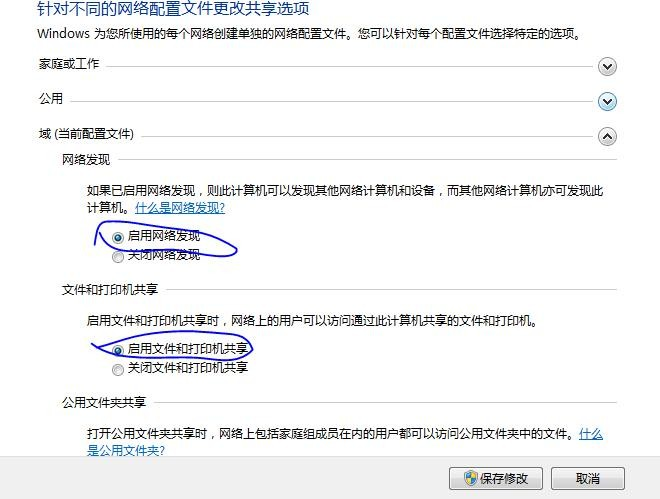 针对不同的网络配置文件更改共享选项
Windows 为您所使用的每个网络创建单独的网络配置文件。您可以针对每个配置文件选择特定的选项。
家庭或工作
公用
域 (当前配置文件)
网络发现
如果已启用网络发现，则此计算机可以发现其他网络计算机和设备，而其他网络计算机亦可发现此
计算机。什么是网络发现?
启用网络发现
关闭网络发现
文件和打印机共享
启用文件和打印机共享时，网络上的用户可以访问通过此计算机共享的文件和打印机。
启用文件和打印机共享
关闭文件和打印机共享
公用文件夹共享
打开公用文件夹共享时，网络上包括家庭组成员在内的用户都可以访问公用文件夹中的文件。什么
是公用文件夹?
保存修改
取消